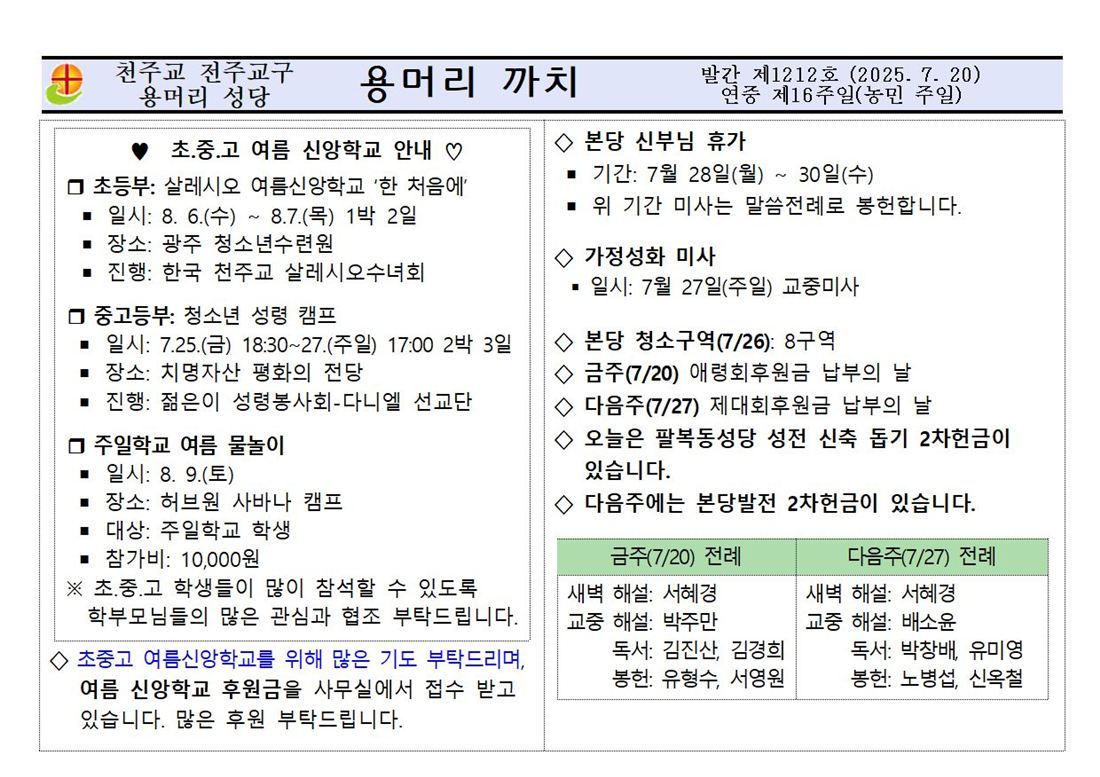 천주교 전주교구
용머리 성당
용머리 까치
발간 제1212호 (2025. 7. 20)
연중 제16주일(농민 주일)
♥ 초.중.고 여름 신앙학교 안내 ♡
❒ 초등부: 살레시오 여름신앙학교 ‘한 처음에’
▪ 일시: 8. 6.(수) ~ 8.7.(목) 1박 2일
▪ 장소: 광주 청소년수련원
▪ 진행: 한국 천주교 살레시오수녀회
❒ 중고등부: 청소년 성령 캠프
▪ 일시: 7.25.(금) 18:30~27.(주일) 17:00 2박 3일
▪ 장소: 치명자산 평화의 전당
▪ 진행: 젊은이 성령봉사회-다니엘 선교단
❒ 주일학교 여름 물놀이
▪ 일시: 8. 9.(토)
▪ 장소: 허브원 사바나 캠프
▪ 대상: 주일학교 학생
▪ 참가비: 10,000원
※ 초.중.고 학생들이 많이 참석할 수 있도록
학부모님들의 많은 관심과 협조 부탁드립니다.
◇ 초중고 여름신앙학교를 위해 많은 기도 부탁드리며,
여름 신앙학교 후원금을 사무실에서 접수 받고
있습니다. 많은 후원 부탁드립니다.
◇ 본당 신부님 휴가
▪ 기간: 7월 28일(월) ~ 30일(수)
▪ 위 기간 미사는 말씀전례로 봉헌합니다.
◇ 가정성화 미사
▪ 일시: 7월 27일(주일) 교중미사
◇ 본당 청소구역(7/26): 8구역
◇ 금주(7/20) 애령회후원금 납부의 날
◇ 다음주(7/27) 제대회후원금 납부의 날
◇ 오늘은 팔복동성당 성전 신축 돕기 2차헌금이
있습니다.
◇ 다음주에는 본당발전 2차헌금이 있습니다.
금주(7/20) 전례
새벽 해설: 서혜경
교중 해설: 박주만
독서: 김진산, 김경희
봉헌: 유형수, 서영원
다음주(7/27) 전례
새벽 해설: 서혜경
교중 해설: 배소윤
독서: 박창배, 유미영
봉헌: 노병섭, 신옥철